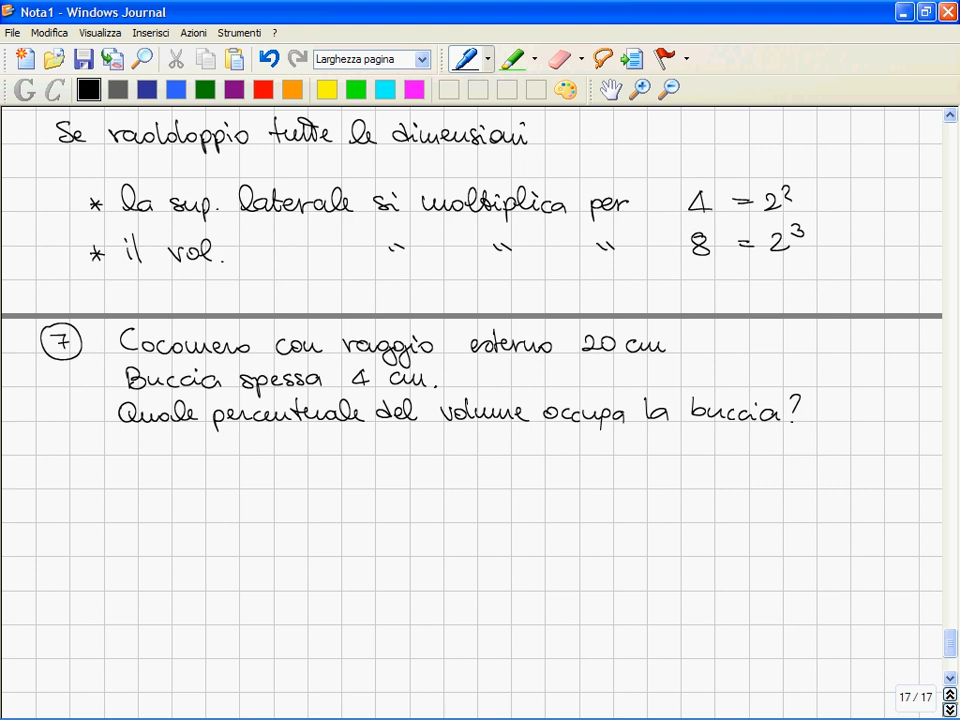 Nota1 - Windows Journal
File Modifica Visualizza Inserisci Azioni Strumenti ?
Larghezza pagina
G C
Se raddoppio tutte le dimensioni
* la sup. laterale si moltiplica per 4 = 2²
* il vol. " " " 8 = 2³
7 Cocomero con raggio esterno 20 cm
Buccia spessa 4 cm.
Quale percentuale del volume occupa la buccia?
17 / 17